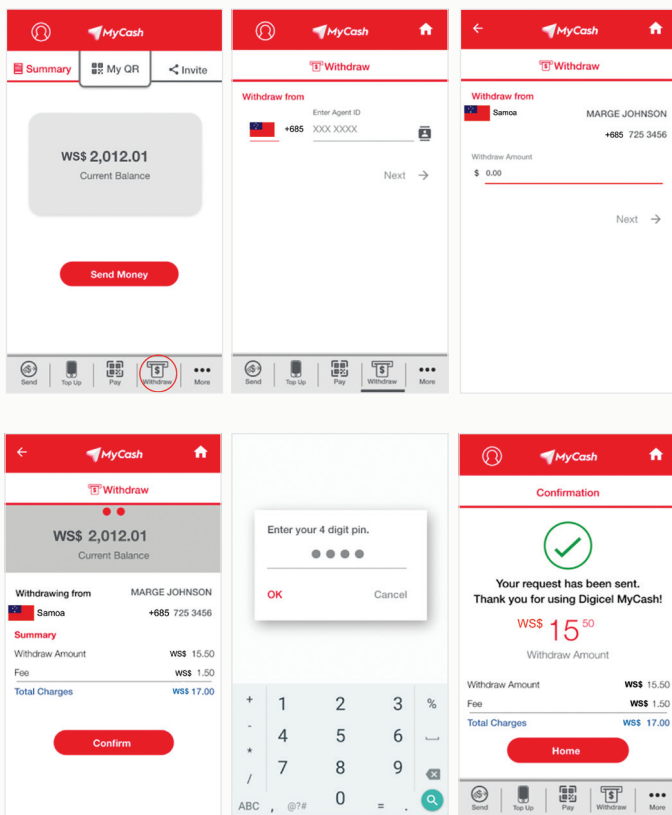 MyCash
Summary
My QR
Invite
WS$ 2,012.01
Current Balance
Send Money
Send
Top Up
Pay
Withdraw
More
MyCash
Withdraw
Withdraw from
Enter Agent ID
+685 XXX XXXX
Next
Send
Top Up
Pay
Withdraw
More
MyCash
Withdraw
Withdraw from
Samoa MARGE JOHNSON
+685 725 3456
Withdraw Amount
$ 0.00
Next
MyCash
Withdraw
WS$ 2,012.01
Current Balance
Withdrawing from MARGE JOHNSON
Samoa +685 725 3456
Summary
Withdraw Amount WS$ 15.50
Fee WS$ 1.50
Total Charges WS$ 17.00
Confirm
Enter your 4 digit pin.
OK Cancel
+ 1 2 3 %
- 4 5 6
* 7 8 9
/
ABC , @?# 0 = .
MyCash
Confirmation
Your request has been sent.
Thank you for using Digicel MyCash!
WS$ 15 50
Withdraw Amount
Withdraw Amount WS$ 15.50
Fee WS$ 1.50
Total Charges WS$ 17.00
Home
Send
Top Up
Pay
Withdraw
More